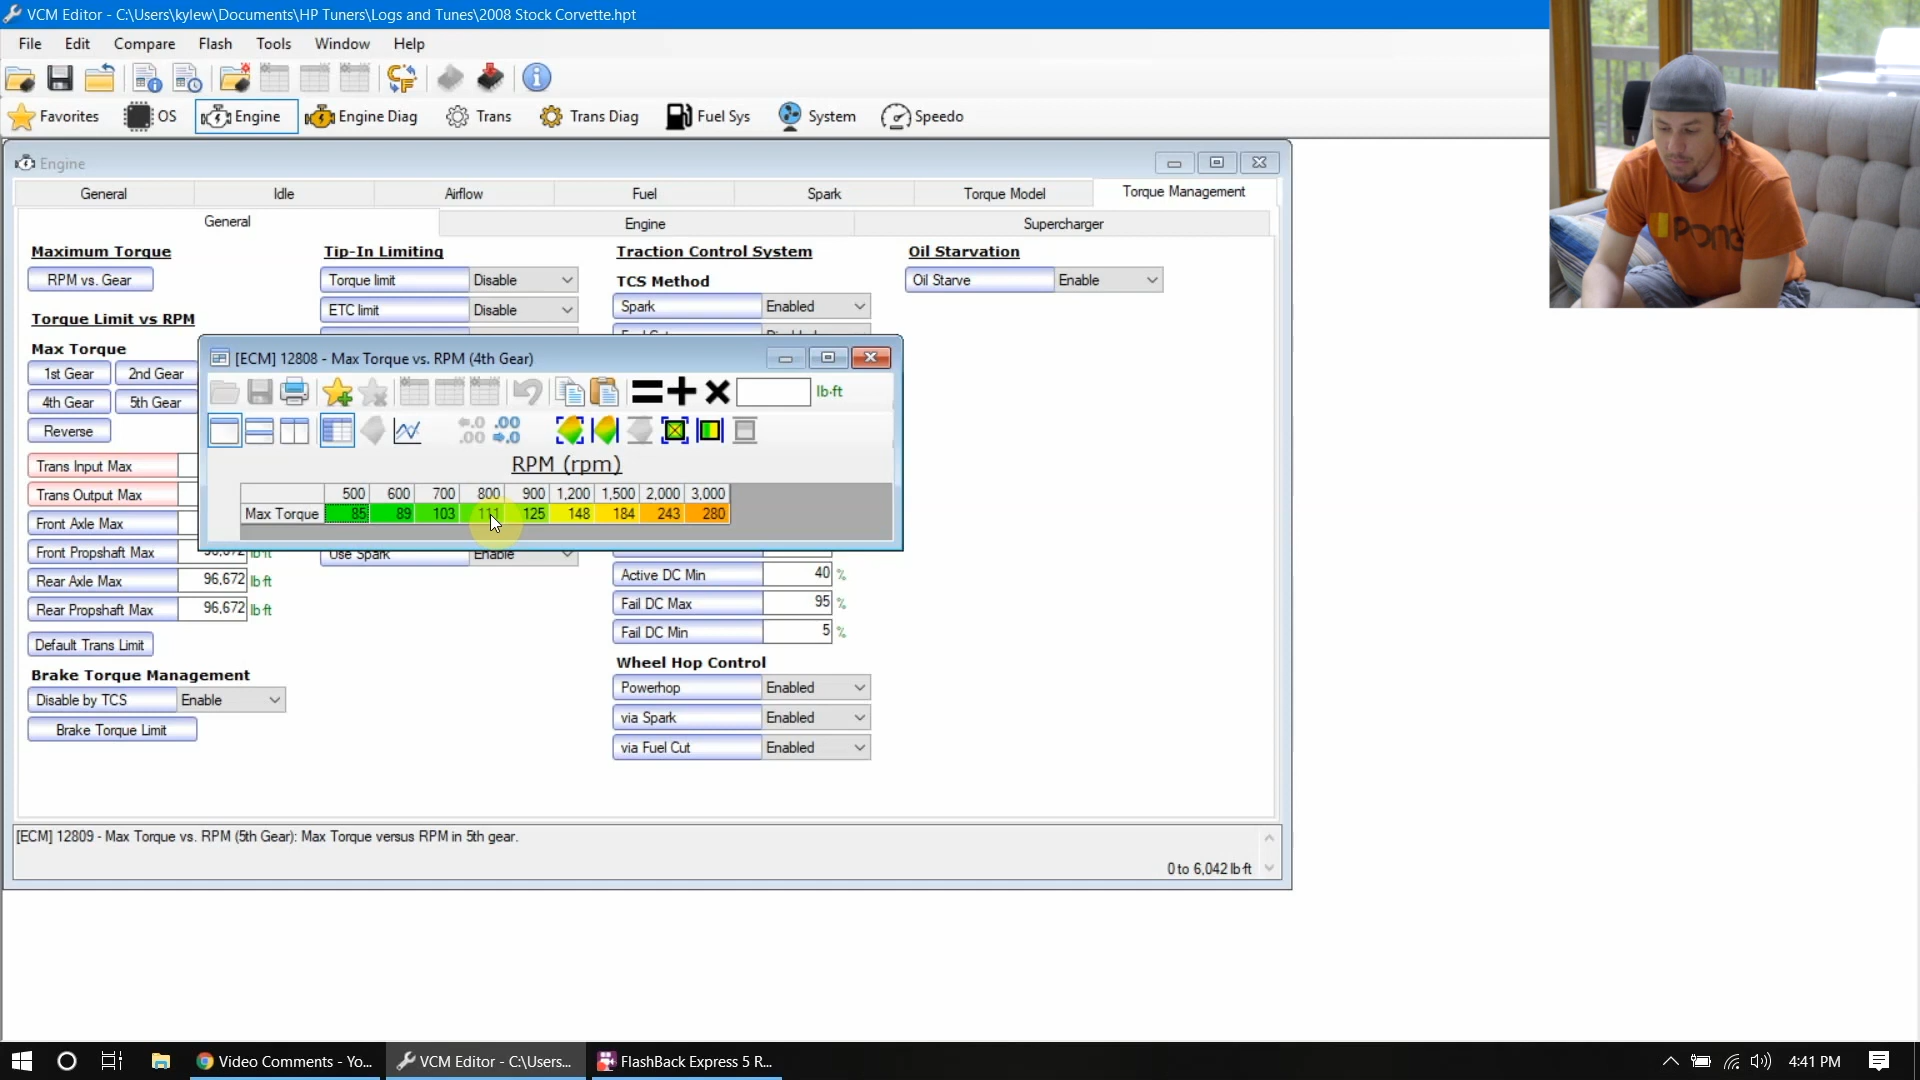 VCM Editor - C:\Users\kylew\Documents\HP Tuners\Logs and Tunes\2008 Stock Corvette.hpt
File Edit Compare Flash Tools Window Help
Favorites OS Engine Engine Diag Trans Trans Diag Fuel Sys System Speedo
Engine
General Idle Airflow Fuel Spark Torque Model Torque Management
General Engine Supercharger
Maximum Torque
RPM vs. Gear
Torque Limit vs RPM
Max Torque
1st Gear 2nd Gear
4th Gear 5th Gear
Reverse
Trans Input Max
Trans Output Max
Front Axle Max
Front Propshaft Max lb·ft
Rear Axle Max 96,672 lb·ft
Rear Propshaft Max 96,672 lb·ft
Default Trans Limit
Brake Torque Management
Disable by TCS Enable
Brake Torque Limit
Tip-In Limiting
Torque limit Disable
ETC limit Disable
Use Spark Enable
Traction Control System
TCS Method
Spark Enabled
Active DC Min 40 %
Fail DC Max 95 %
Fail DC Min 5 %
Wheel Hop Control
Powerhop Enabled
via Spark Enabled
via Fuel Cut Enabled
Oil Starvation
Oil Starve Enable
[ECM] 12808 - Max Torque vs. RPM (4th Gear)
lb·ft
RPM (rpm)
500 600 700 800 900 1,200 1,500 2,000 3,000
Max Torque 85 89 103 111 125 148 184 243 280
[ECM] 12809 - Max Torque vs. RPM (5th Gear): Max Torque versus RPM in 5th gear.
0 to 6,042 lb·ft
Pong
Video Comments - Yo... VCM Editor - C:\Users... FlashBack Express 5 R... 4:41 PM